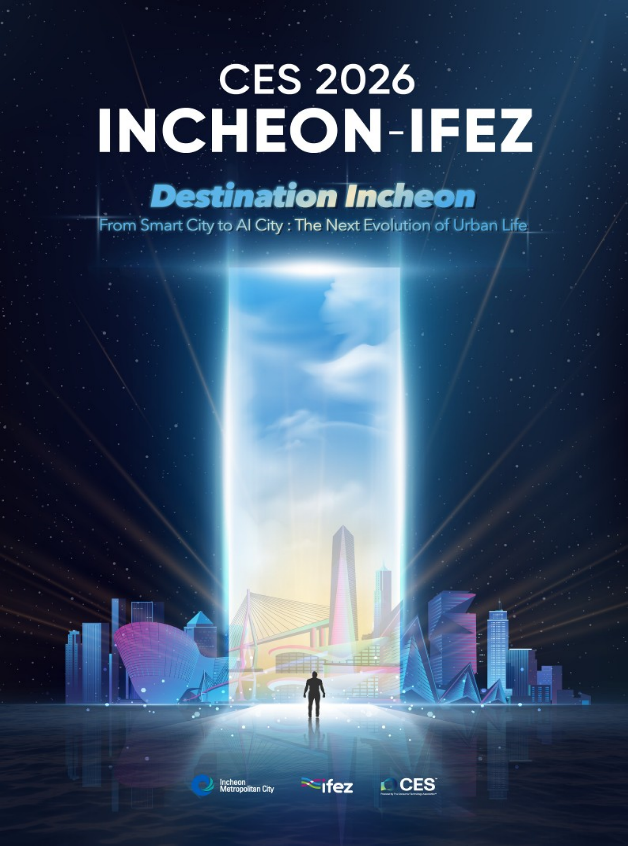 CES 2026
INCHEON-IFEZ
Destination Incheon
From Smart City to AI City : The Next Evolution of Urban Life
Incheon
Metropolitan City
ifez
CES